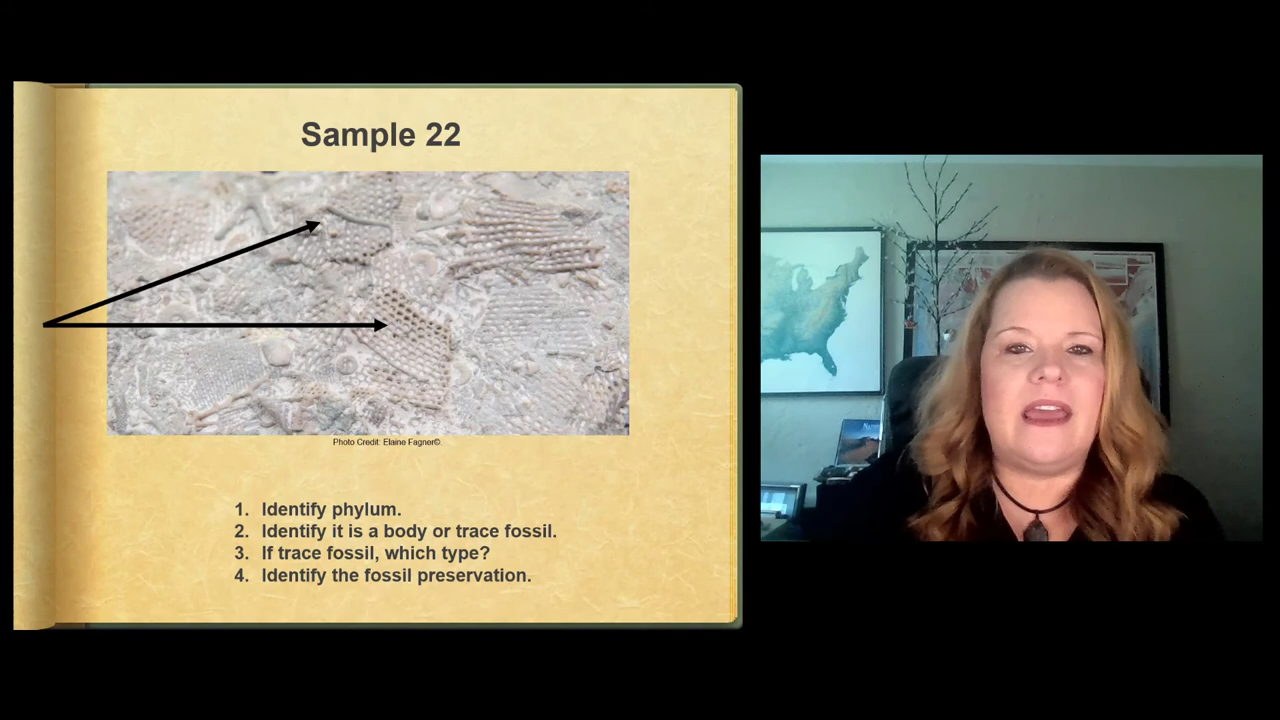 Sample 22
Photo Credit: Elaine Fagner©.
1. Identify phylum.
2. Identify it is a body or trace fossil.
3. If trace fossil, which type?
4. Identify the fossil preservation.